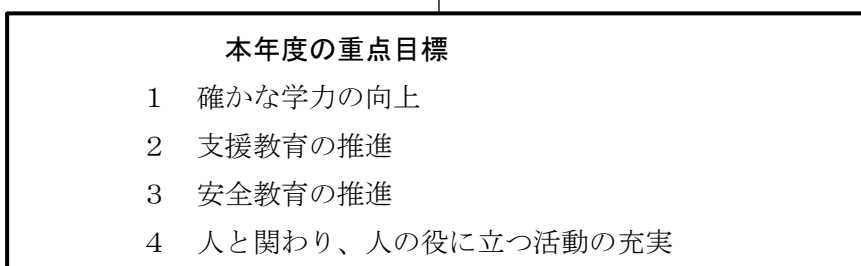 本年度の重点目標
１　確かな学力の向上
２　支援教育の推進
３　安全教育の推進
４　人と関わり、人の役に立つ活動の充実